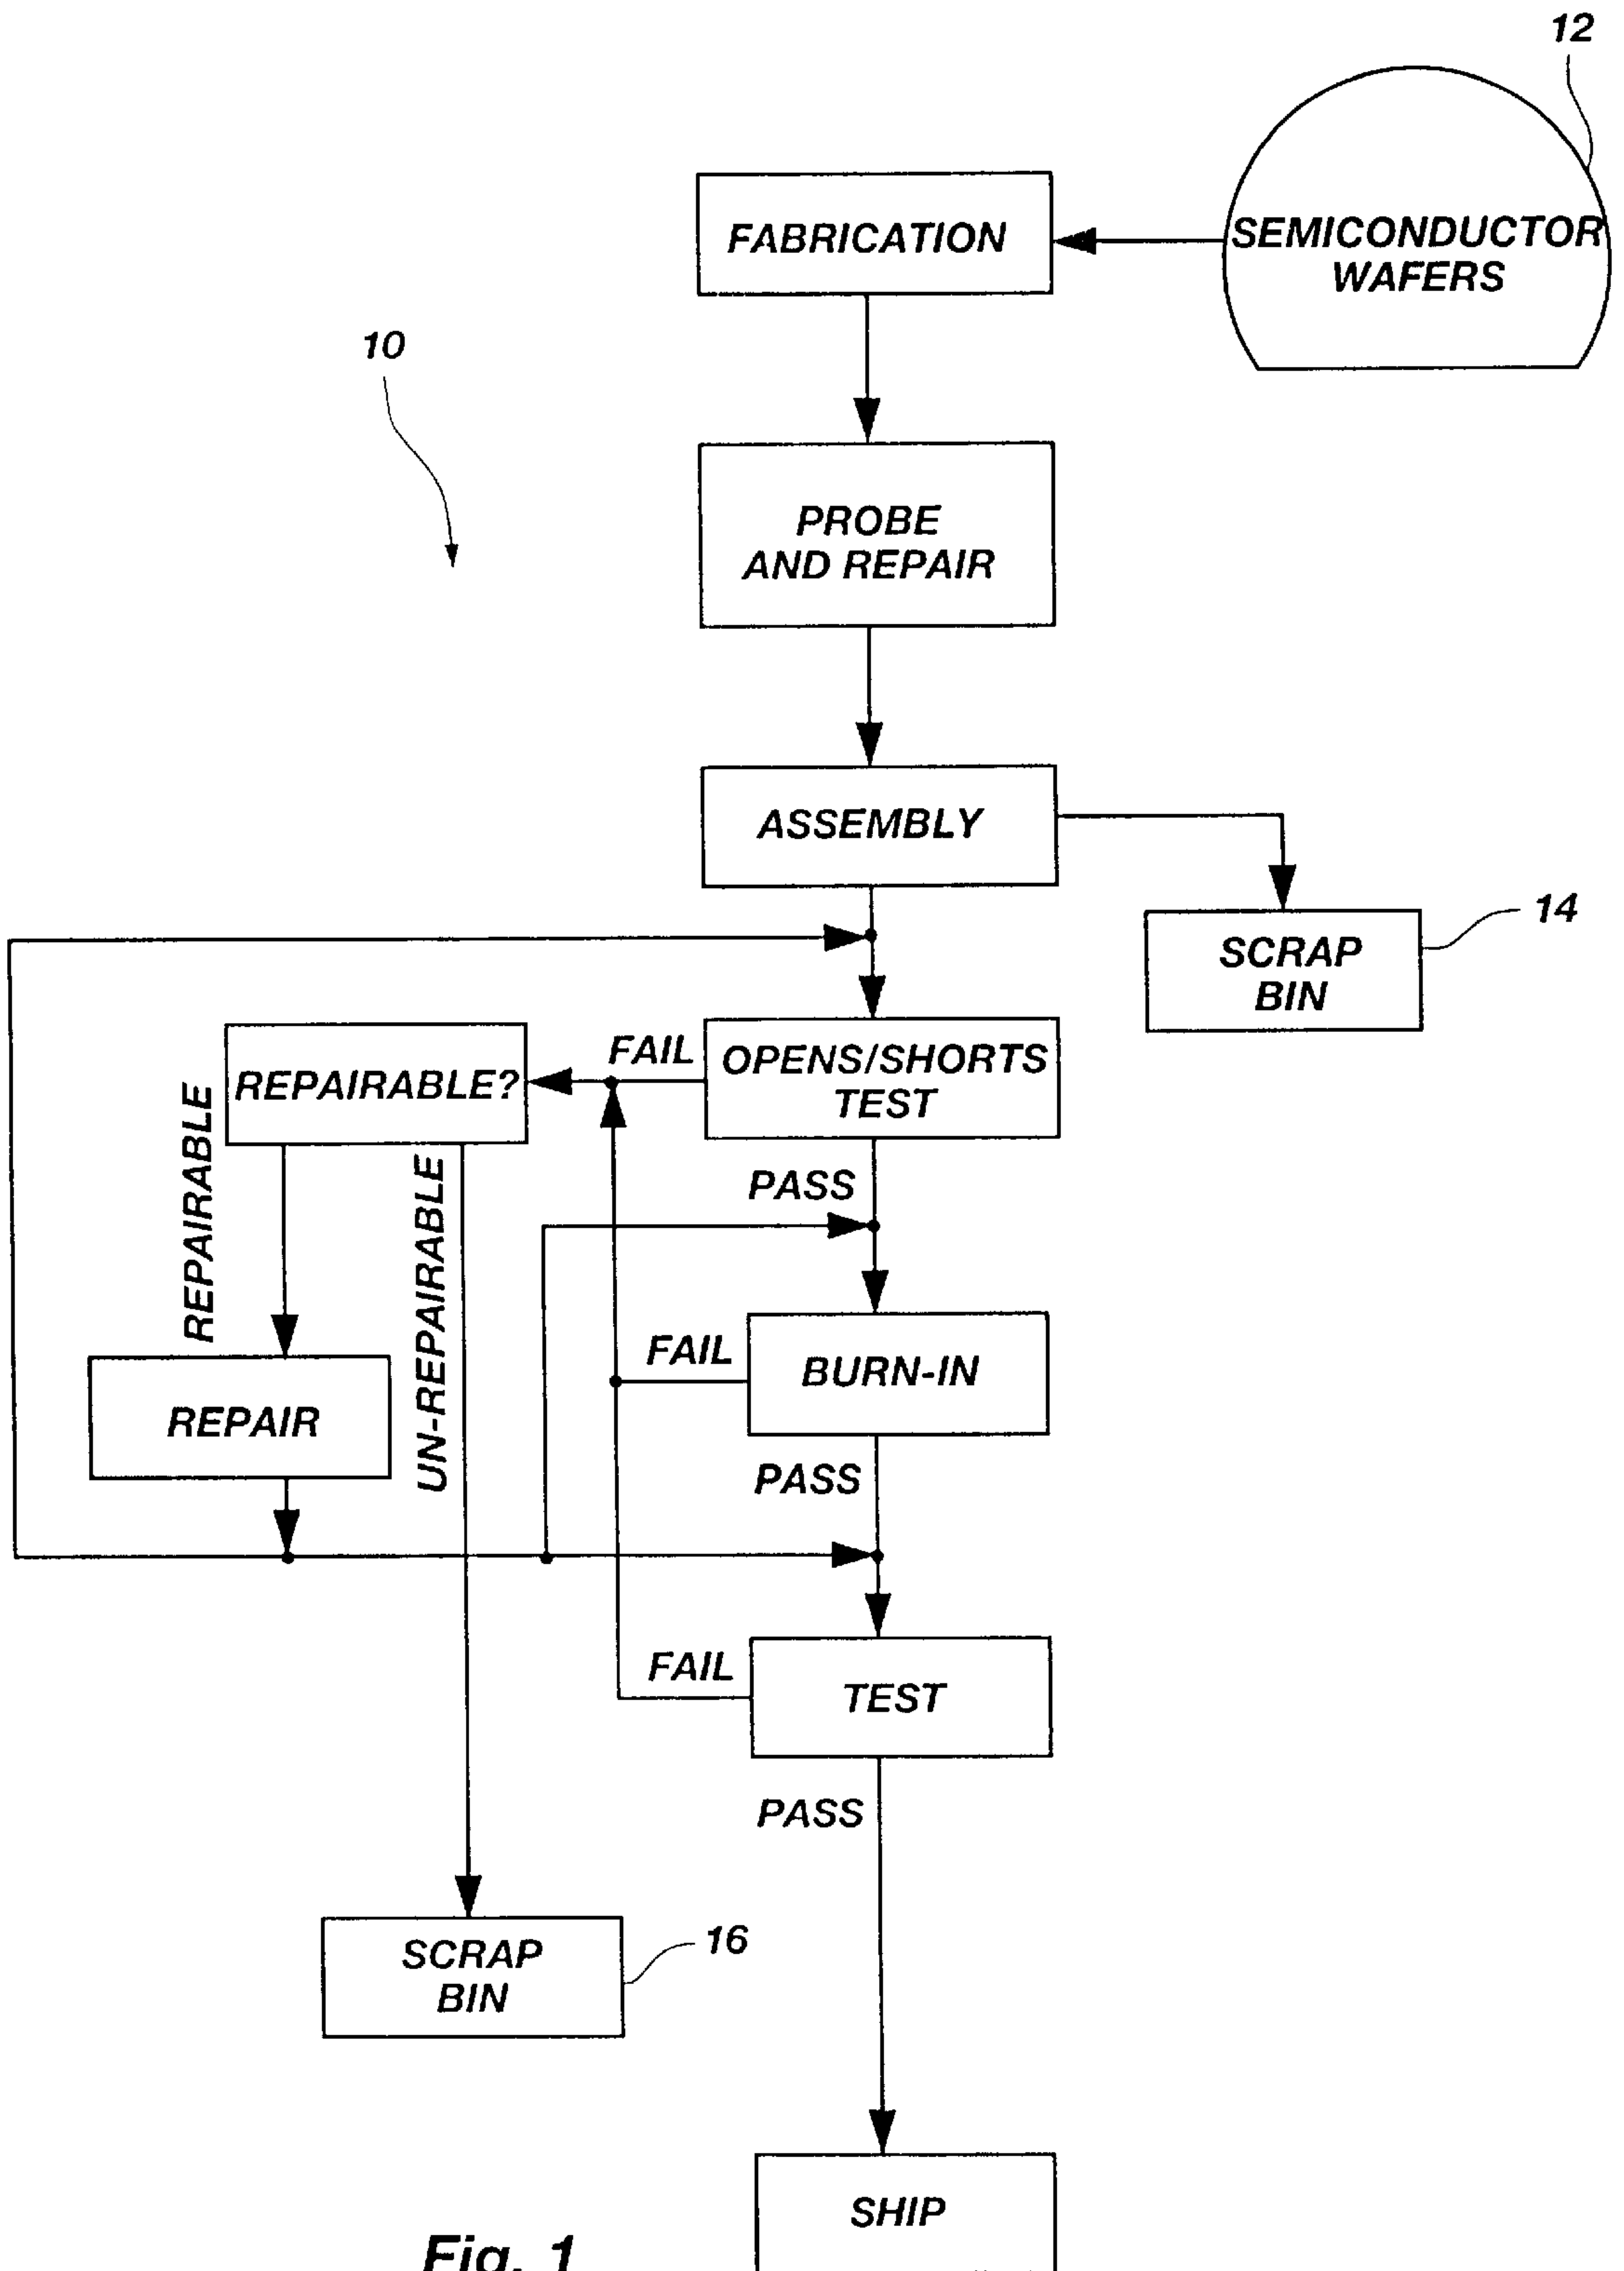 12
SEMICONDUCTOR
WAFERS
FABRICATION
10
PROBE
AND REPAIR
ASSEMBLY
14
SCRAP
BIN
OPENS/SHORTS
TEST
FAIL
REPAIRABLE?
REPAIRABLE
UN-REPAIRABLE
PASS
FAIL
BURN-IN
REPAIR
PASS
FAIL
TEST
PASS
SCRAP
BIN
16
SHIP
Fig. 1